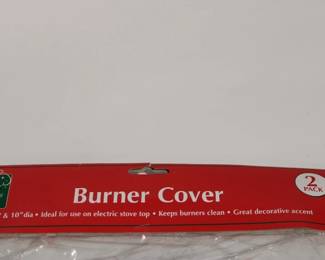 Burner Cover
2
PACK
" & 10"dia • Ideal for use on electric stove top • Keeps burners clean • Great decorative accent